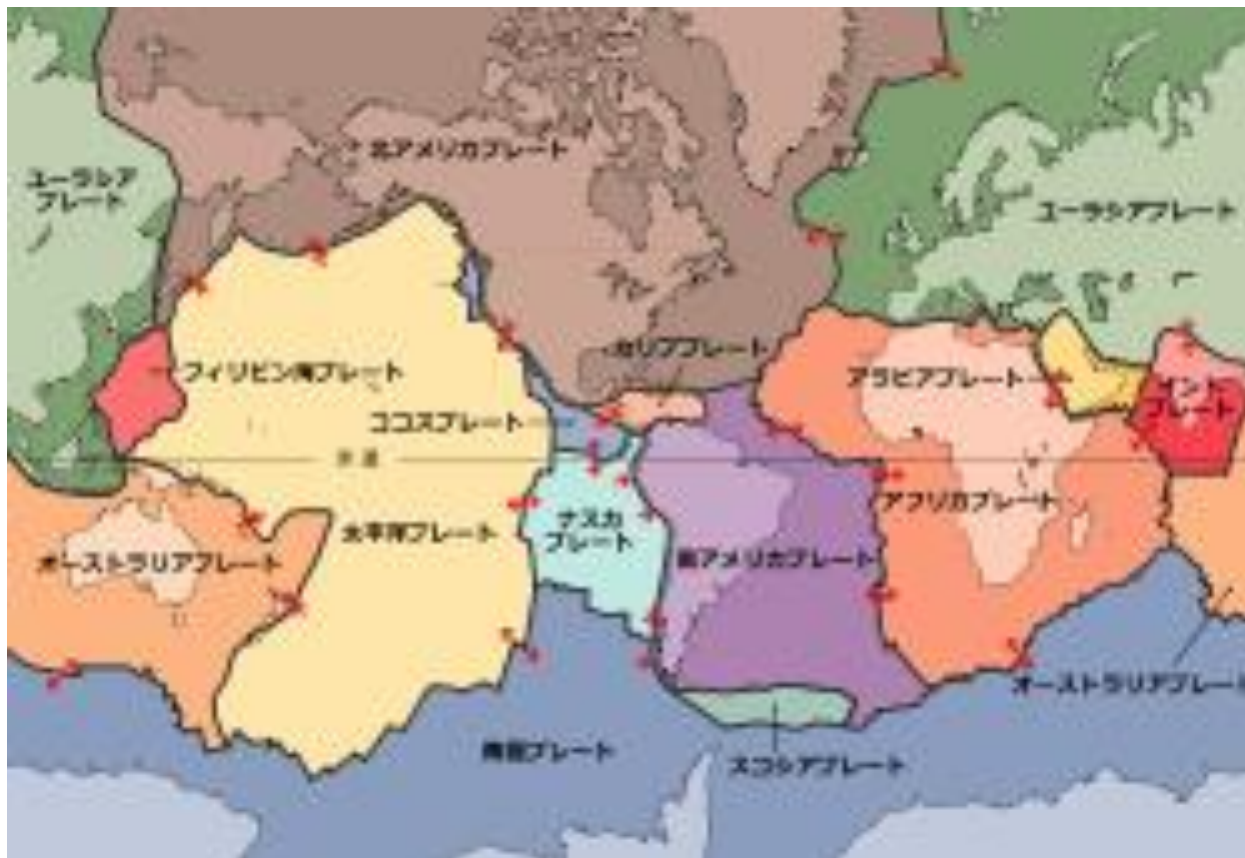 北アメリカプレート
ユーラシア
プレート
ユーラシアプレート
カリブプレート
フィリピン海プレート
アラビアプレート
インド
プレート
ココスプレート
赤道
アフリカプレート
ナスカ
プレート
太平洋プレート
オーストラリアプレート
南アメリカプレート
オーストラリアプレート
南極プレート
スコシアプレート